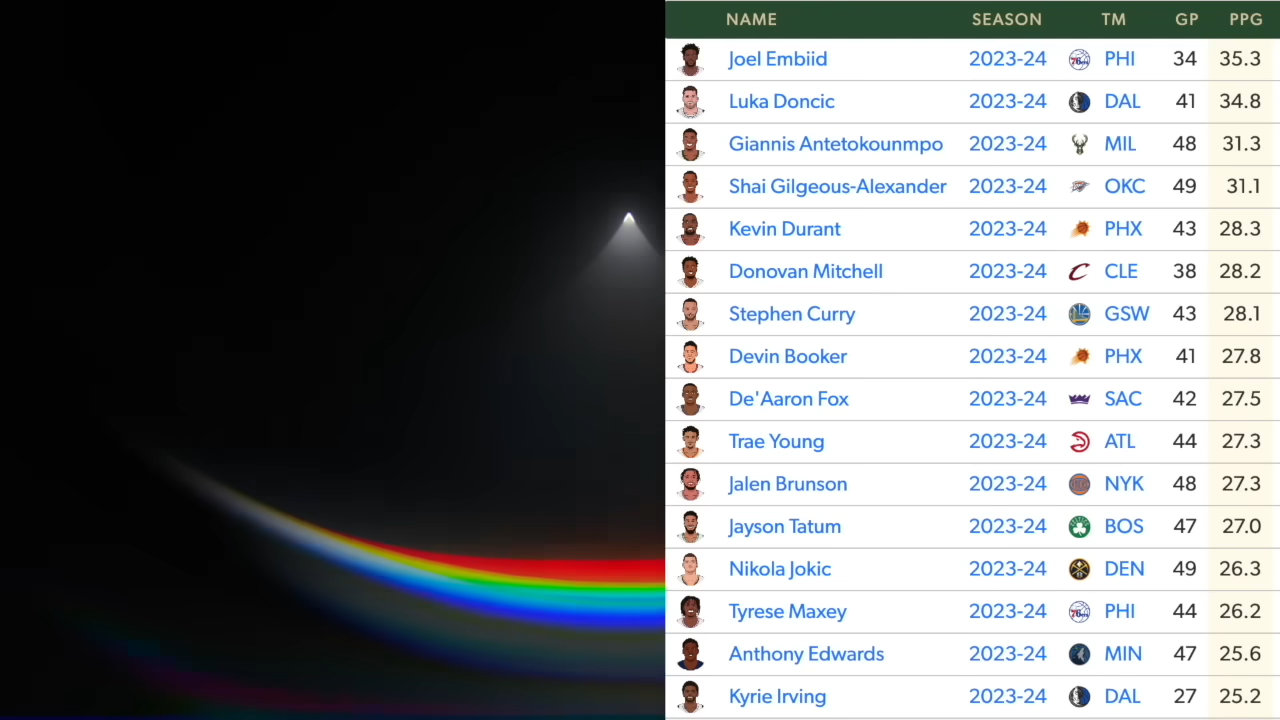 NAME SEASON TM GP PPG
Joel Embiid 2023-24 PHI 34 35.3
Luka Doncic 2023-24 DAL 41 34.8
Giannis Antetokounmpo 2023-24 MIL 48 31.3
Shai Gilgeous-Alexander 2023-24 OKC 49 31.1
Kevin Durant 2023-24 PHX 43 28.3
Donovan Mitchell 2023-24 CLE 38 28.2
Stephen Curry 2023-24 GSW 43 28.1
Devin Booker 2023-24 PHX 41 27.8
De'Aaron Fox 2023-24 SAC 42 27.5
Trae Young 2023-24 ATL 44 27.3
Jalen Brunson 2023-24 NYK 48 27.3
Jayson Tatum 2023-24 BOS 47 27.0
Nikola Jokic 2023-24 DEN 49 26.3
Tyrese Maxey 2023-24 PHI 44 26.2
Anthony Edwards 2023-24 MIN 47 25.6
Kyrie Irving 2023-24 DAL 27 25.2